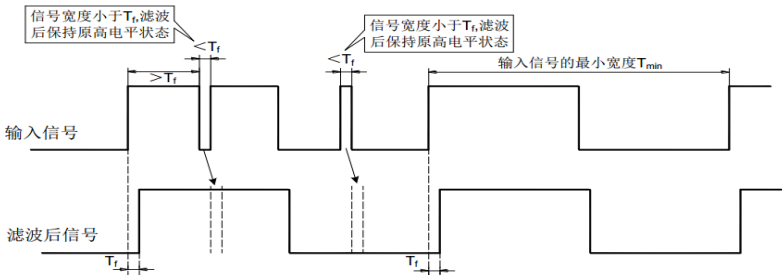 信号宽度小于Tf,滤波
后保持原高电平状态
信号宽度小于Tf,滤波
后保持原高电平状态
<Tf
<Tf
>Tf
输入信号的最小宽度Tmin
输入信号
滤波后信号
Tf
Tf